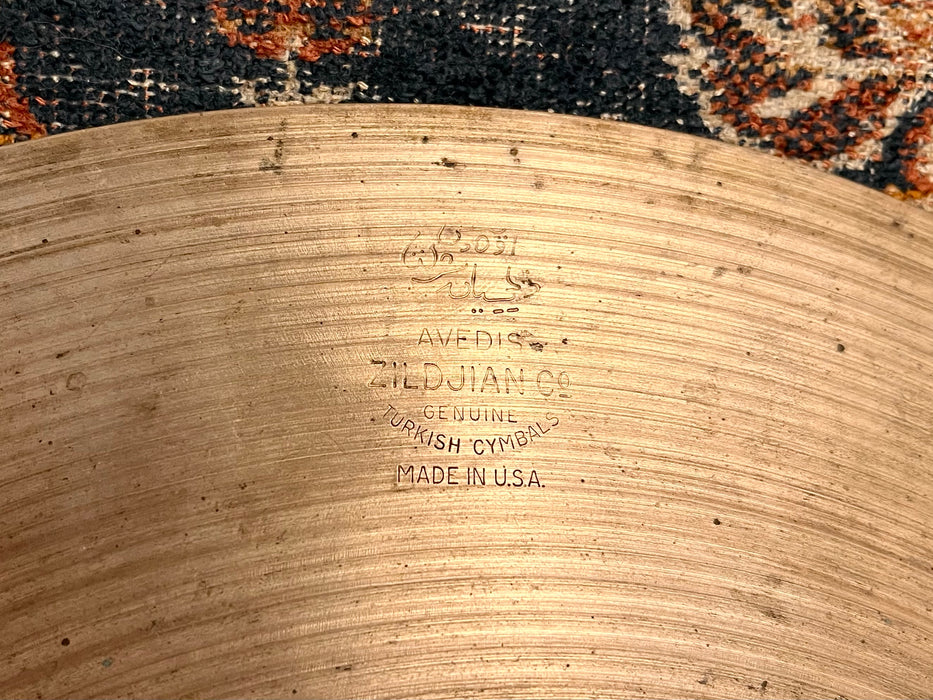 AVEDIS
ZILDJIAN Co
GENUINE
TURKISH CYMBALS
MADE IN U.S.A.